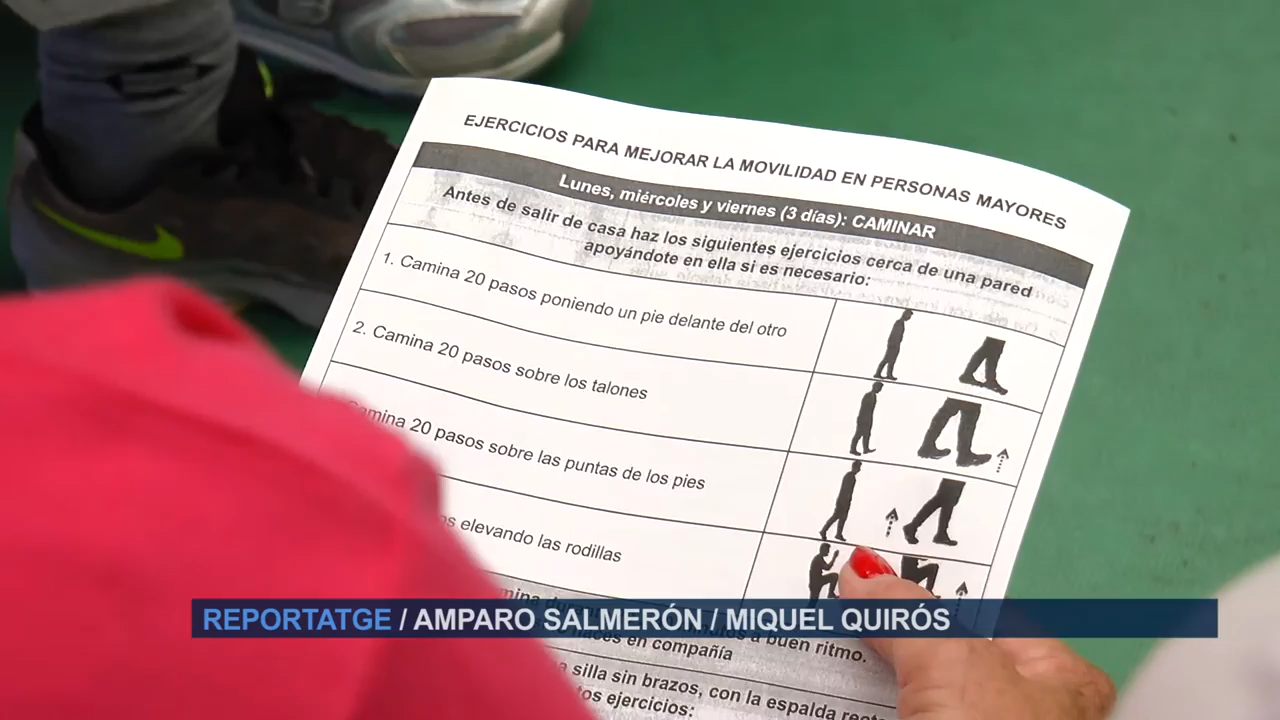 EJERCICIOS PARA MEJORAR LA MOVILIDAD EN PERSONAS MAYORES
Lunes, miércoles y viernes (3 días): CAMINAR
Antes de salir de casa haz los siguientes ejercicios cerca de una pared
apoyándote en ella si es necesario:
1. Camina 20 pasos poniendo un pie delante del otro
2. Camina 20 pasos sobre los talones
Camina 20 pasos sobre las puntas de los pies
elevando las rodillas
REPORTATGE / AMPARO SALMERÓN / MIQUEL QUIRÓS
a buen ritmo.
haces en compañía
silla sin brazos, con la espalda
ejercicios: